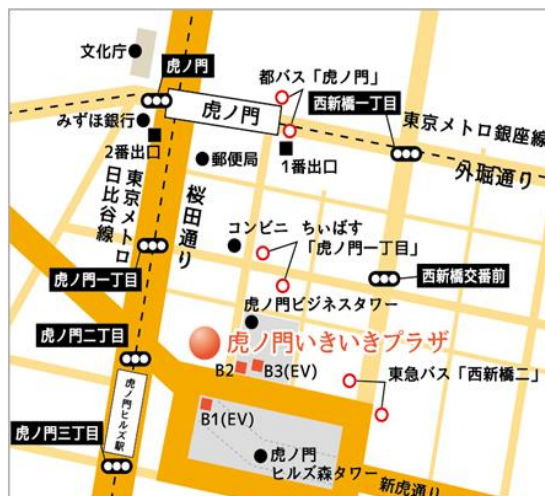 文化庁
虎ノ門
都バス「虎ノ門」
西新橋一丁目
みずほ銀行
虎ノ門
東京メトロ銀座線
2番出口
郵便局
1番出口
外堀通り
東京メトロ
日比谷線
桜田通り
コンビニ
ちぃばす
「虎ノ門一丁目」
虎ノ門一丁目
西新橋交番前
虎ノ門ビジネスタワー
虎ノ門二丁目
虎ノ門いきいきプラザ
B2
B3(EV)
東急バス「西新橋二」
虎ノ門ヒルズ駅
B1(EV)
虎ノ門三丁目
虎ノ門
ヒルズ森タワー
新虎通り